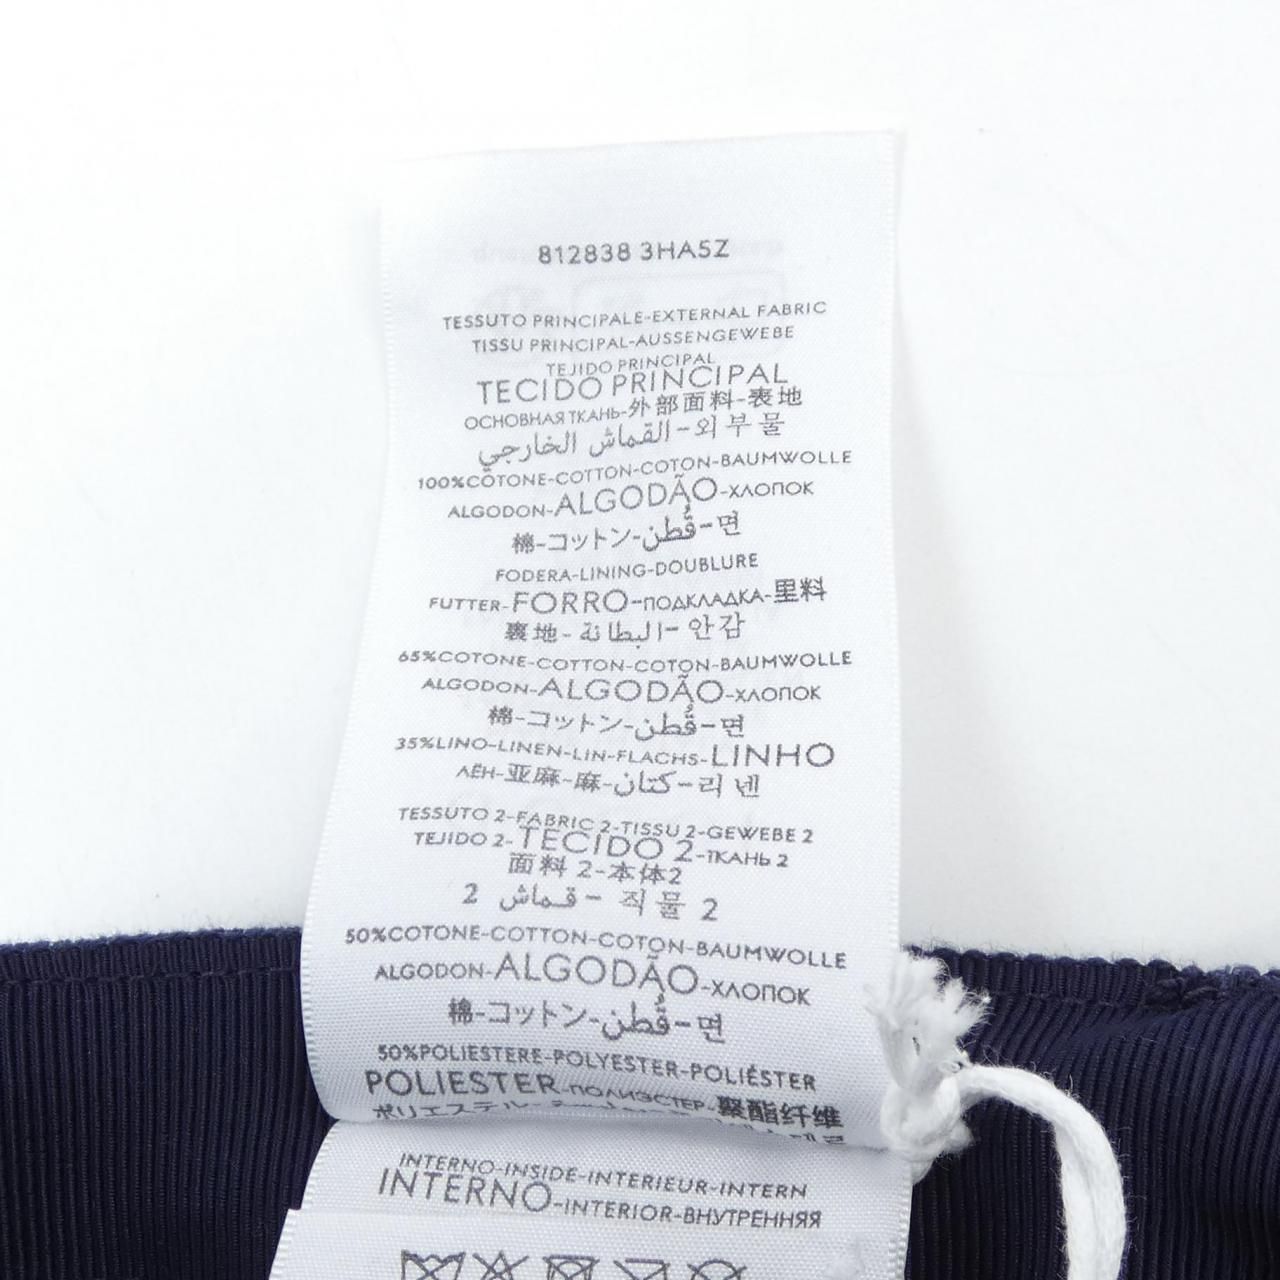 812838 3HA5Z
TESSUTO PRINCIPALE-EXTERNAL FABRIC
TISSU PRINCIPAL-AUSSENGEWEBE
TEJIDO PRINCIPAL
TECIDO PRINCIPAL
ОСНОВНАЯ ТКАНЬ-外部面料-表地
القماش الخارجي-외부물
100%COTONE-COTTON-COTON-BAUMWOLLE
ALGODON-ALGODÃO-ХЛОПОК
棉-コットン-قُطن-면
FODERA-LINING-DOUBLURE
FUTTER-FORRO-ПОДКЛАДКА-里料
裏地-البطانة-안감
65%COTONE-COTTON-COTON-BAUMWOLLE
ALGODON-ALGODÃO-ХЛОПОК
棉-コットン-قُطن-면
35%LINO-LINEN-LIN-FLACHS-LINHO
ЛЁН-亚麻-麻-كتان-리넨
TESSUTO 2-FABRIC 2-TISSU 2-GEWEBE 2
TEJIDO 2-TECIDO 2-ТКАНЬ 2
面料 2-本体2
2 قماش - 직물 2
50%COTONE-COTTON-COTON-BAUMWOLLE
ALGODON-ALGODÃO-ХЛОПОК
棉-コットン-قُطن-면
50%POLIESTERE-POLYESTER-POLIÉSTER
POLIESTER-ПОЛИЭСТЕР-聚酯纤维
ポリエステル-
INTERNO-INSIDE-INTERIEUR-INTERN
INTERNO-INTERIOR-ВНУТРЕННЯЯ